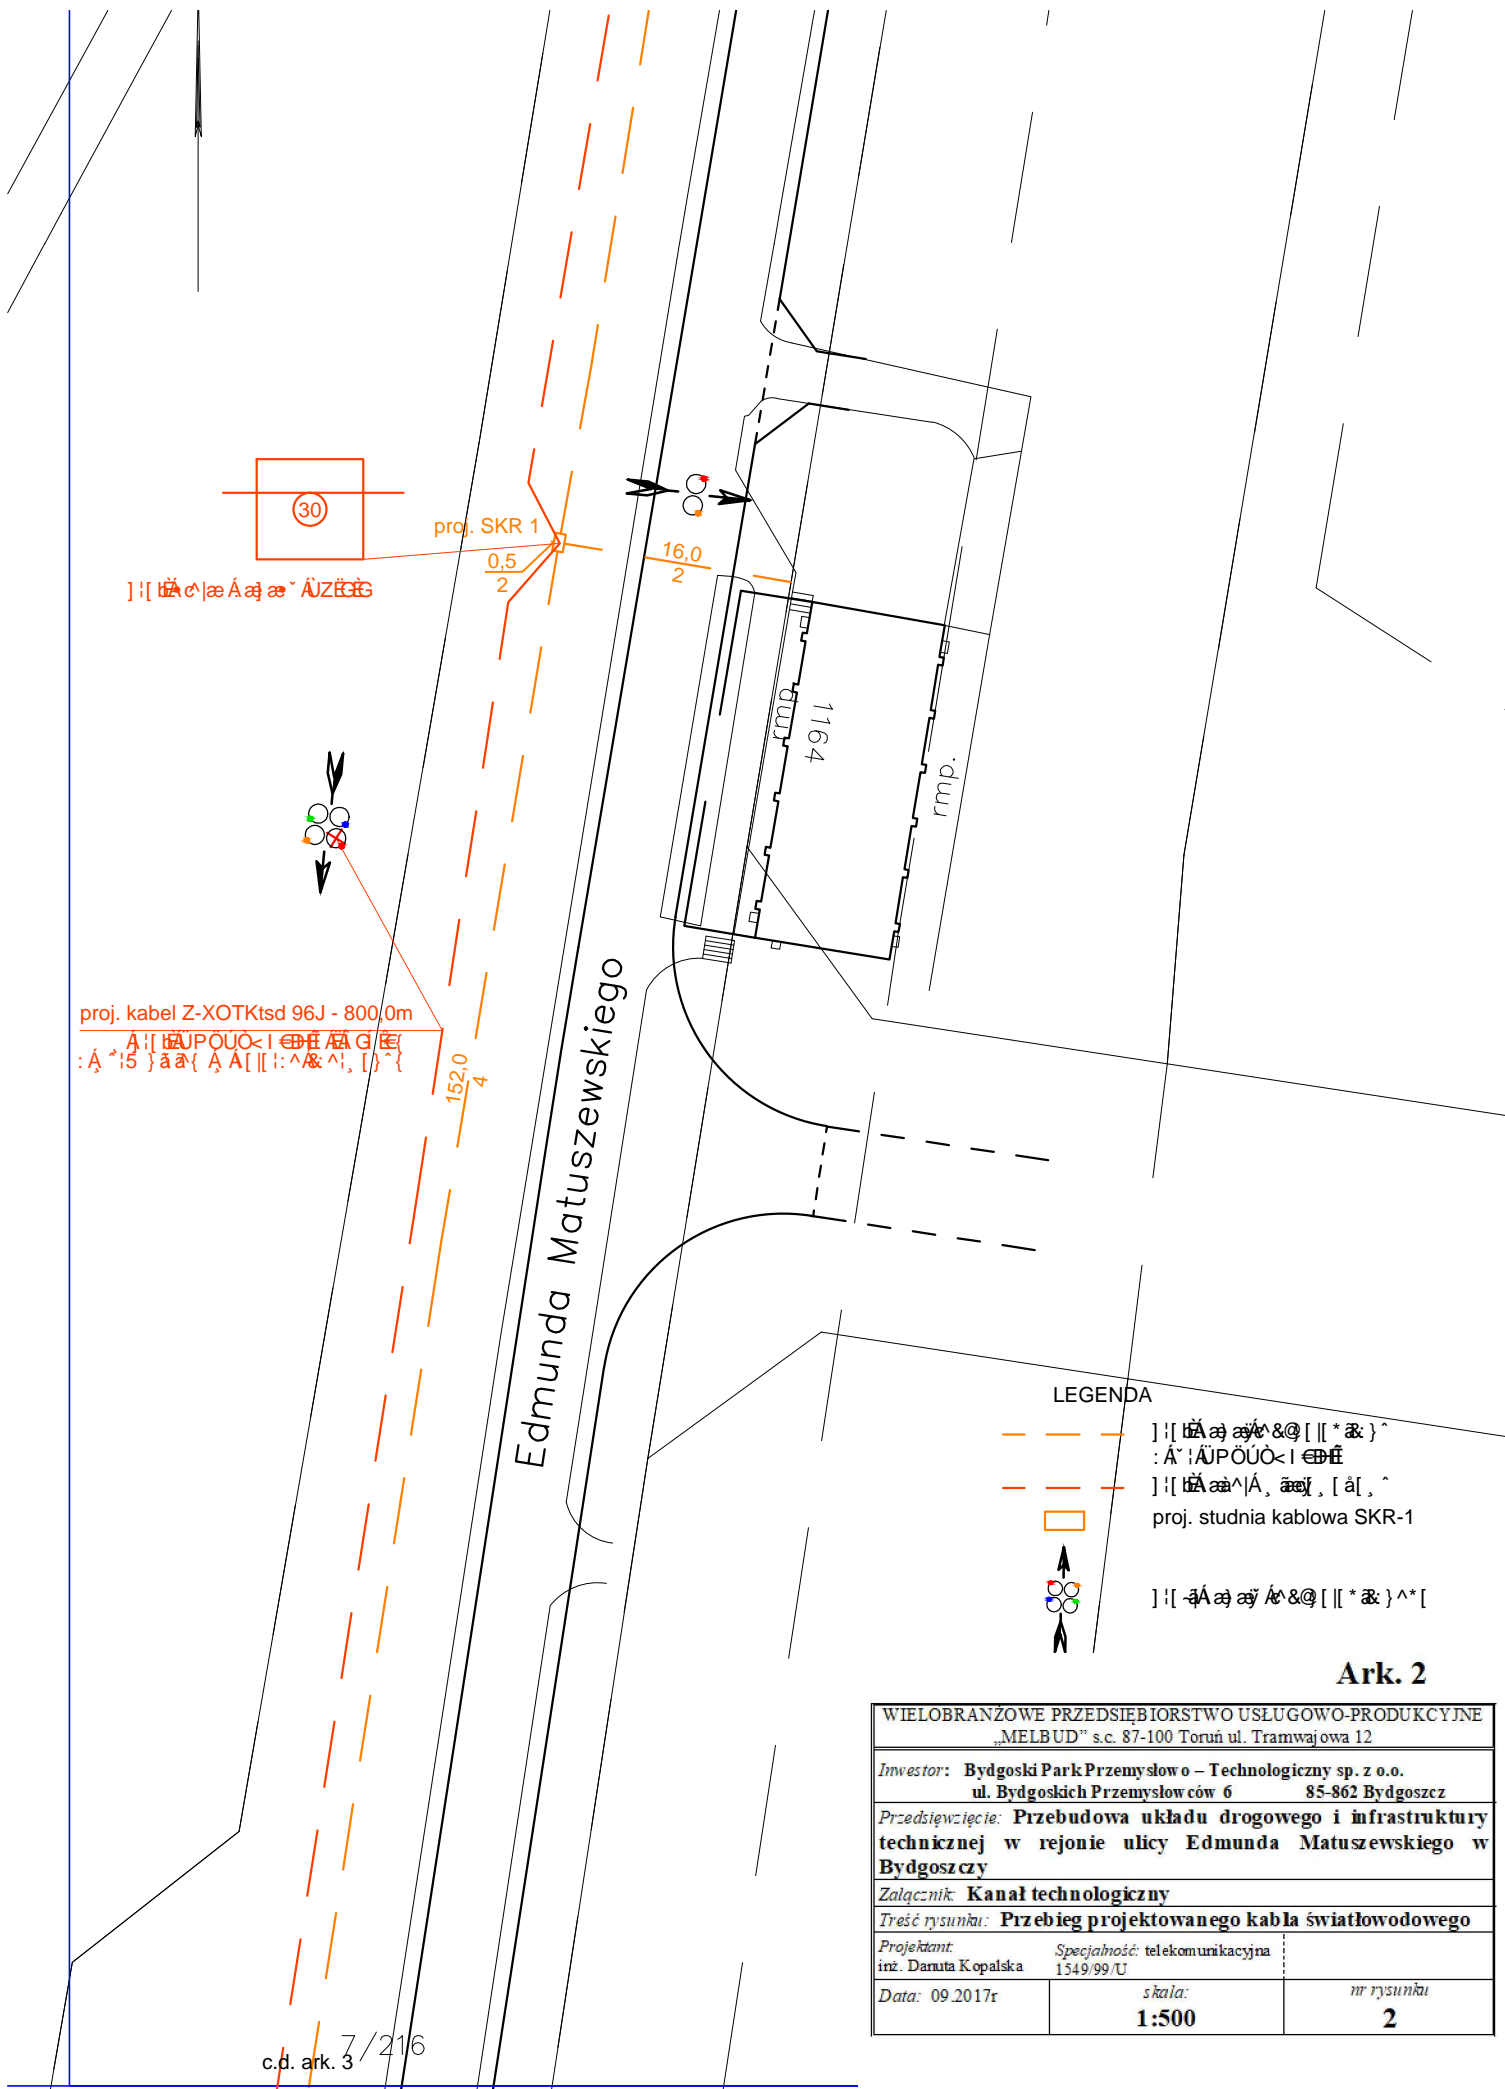 30
proj. SKR 1
0,5
2
16,0
2
rmp.
1164
rmp.
proj. kabel Z-XOTKtsd 96J - 800,0m
152,0
4
Edmunda Matuszewskiego
LEGENDA
proj. studnia kablowa SKR-1
Ark. 2
WIELOBRANŻOWE PRZEDSIĘBIORSTWO USŁUGOWO-PRODUKCYJNE
„MELBUD” s.c. 87-100 Toruń ul. Tramwajowa 12
Inwestor: Bydgoski Park Przemysłowo – Technologiczny sp. z o.o.
ul. Bydgoskich Przemysłowców 6 85-862 Bydgoszcz
Przedsięwzięcie: Przebudowa układu drogowego i infrastruktury
technicznej w rejonie ulicy Edmunda Matuszewskiego w
Bydgoszczy
Załącznik: Kanał technologiczny
Treść rysunku: Przebieg projektowanego kabla światłowodowego
Projektant: Specjalność: telekomunikacyjna
inż. Danuta Kopalska 1549/99/U
Data: 09.2017r skala: nr rysunku
1:500 2
7/216
c.d. ark. 3